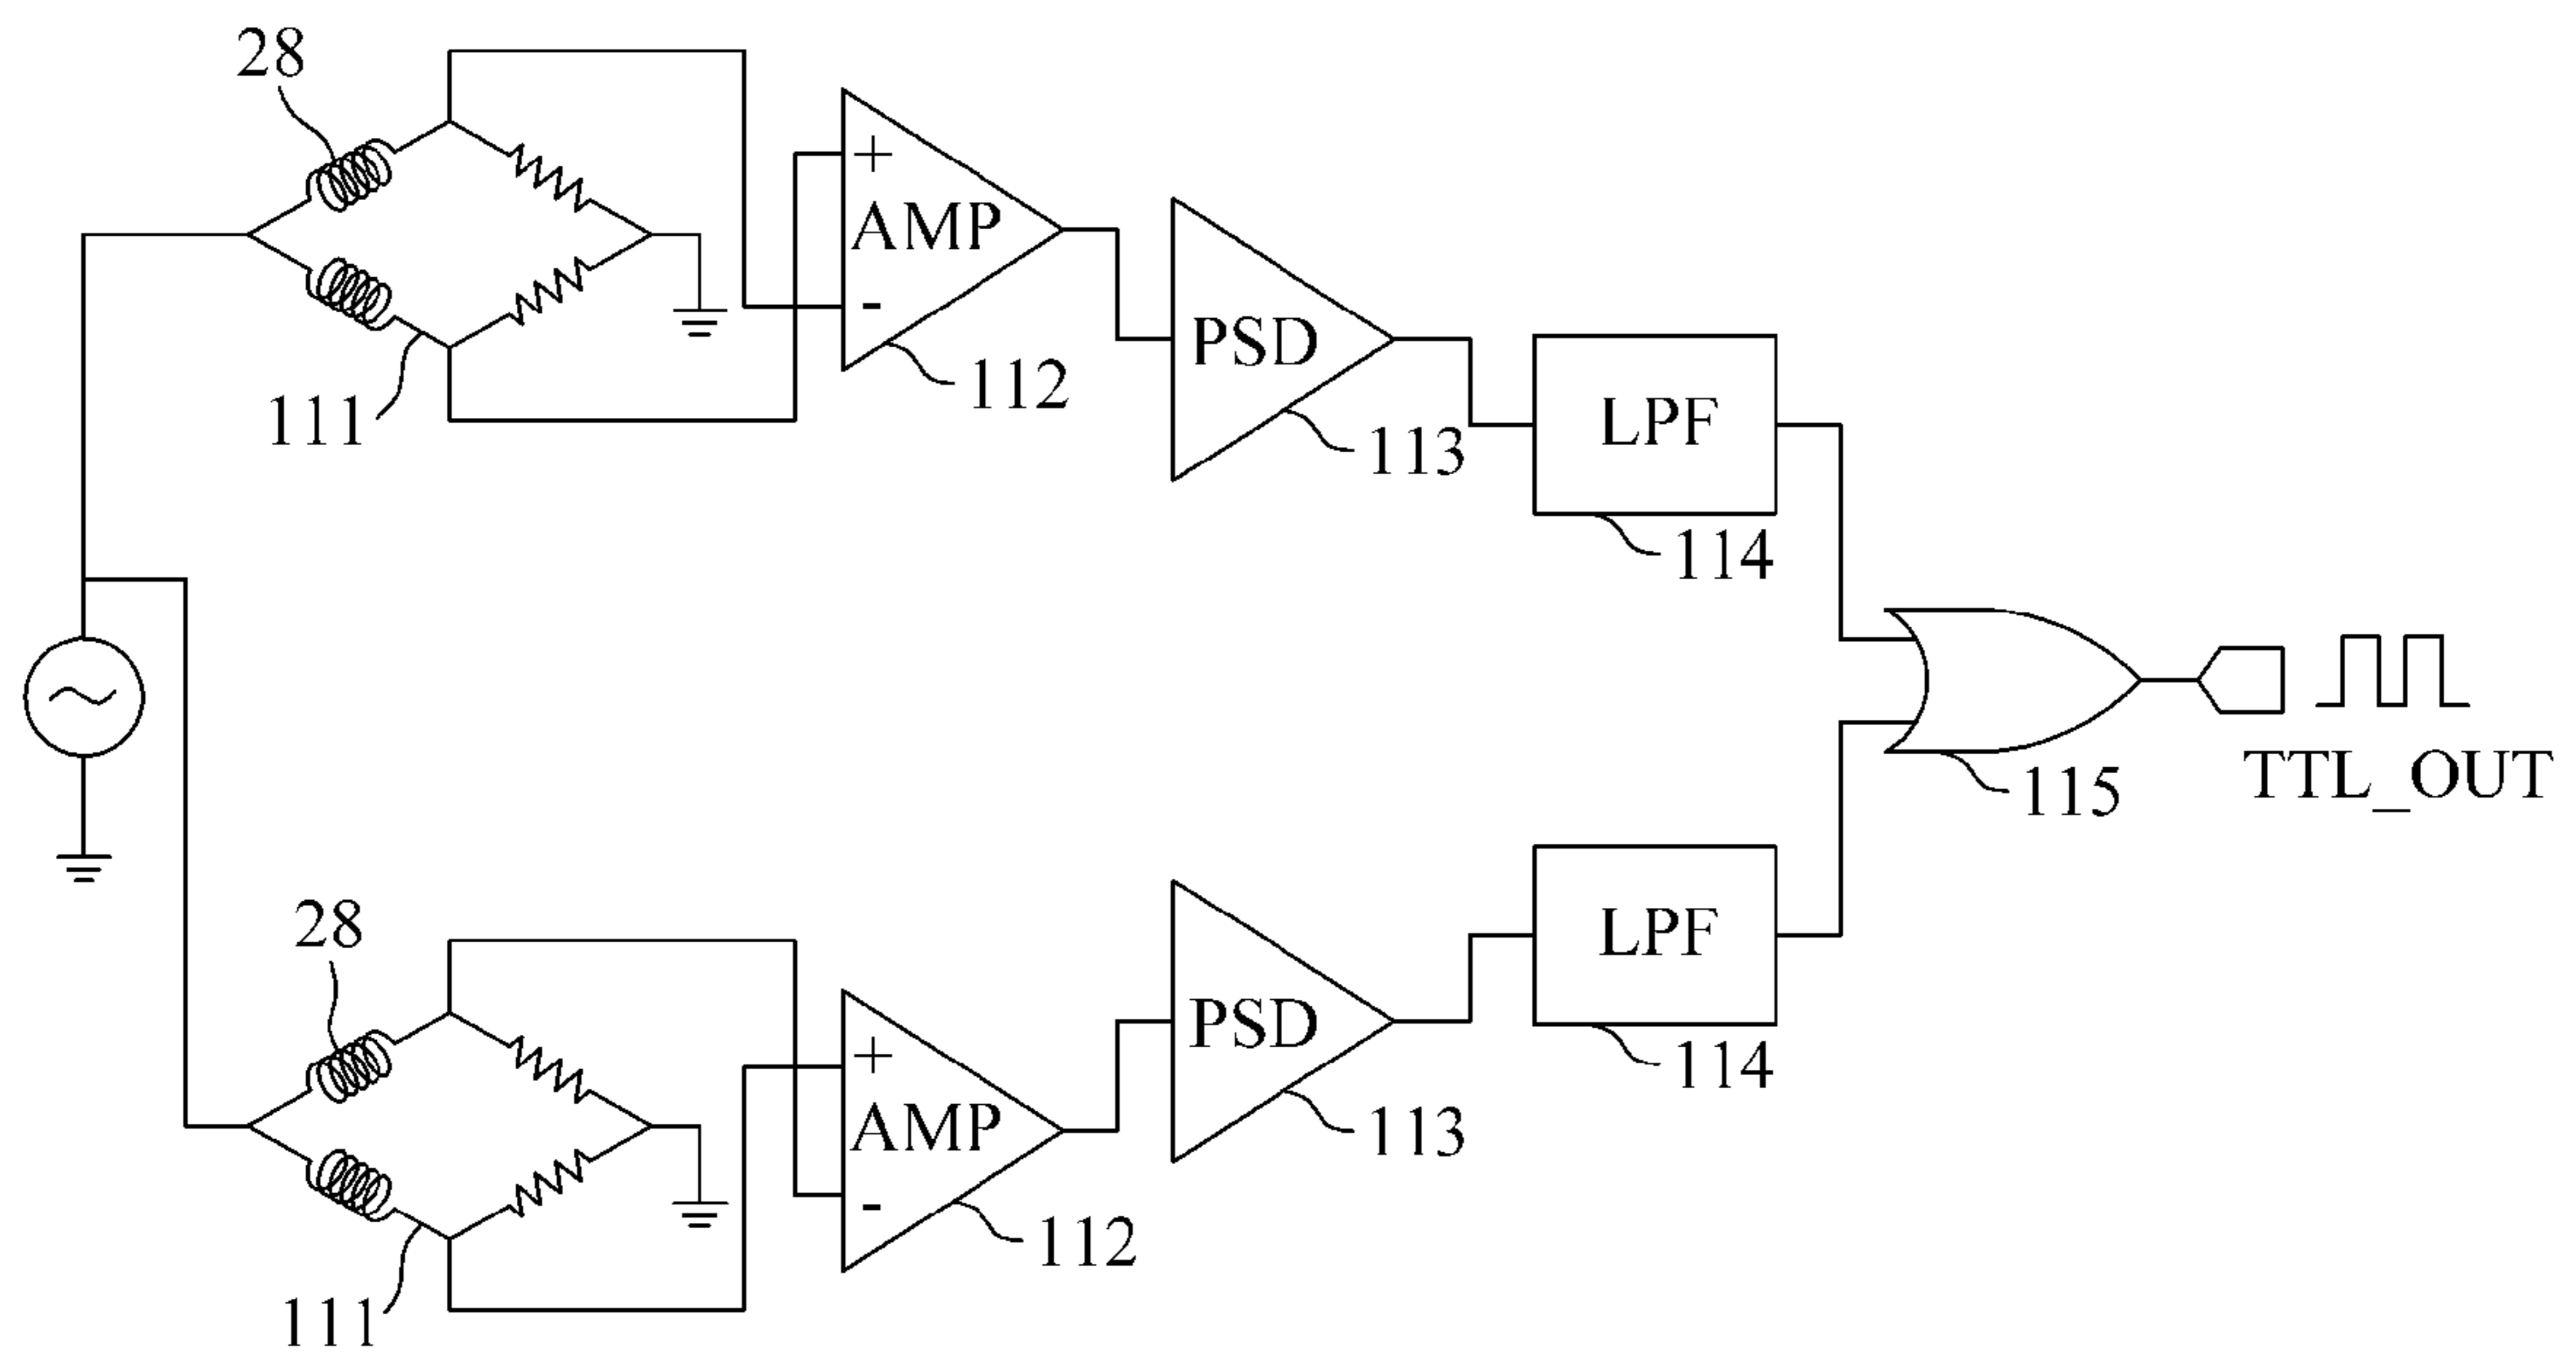 28
+
AMP
-
112
111
PSD
113
LPF
114
115
TTL_OUT
28
+
AMP
-
112
111
PSD
113
LPF
114